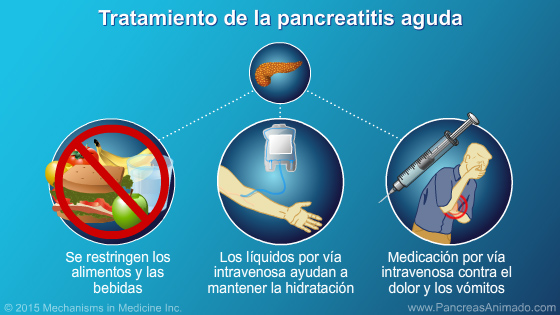 Tratamiento de la pancreatitis aguda
Se restringen los
alimentos y las
bebidas
Los líquidos por vía
intravenosa ayudan a
mantener la hidratación
Medicación por vía
intravenosa contra el
dolor y los vómitos
© 2015 Mechanisms in Medicine Inc.
© www.PancreasAnimado.com